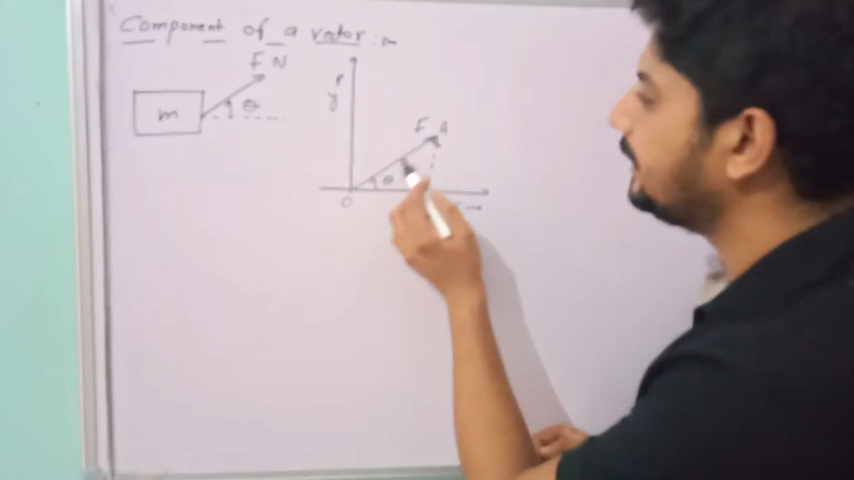 Component of a vector :-
F N
m
θ
y
F A
θ
O